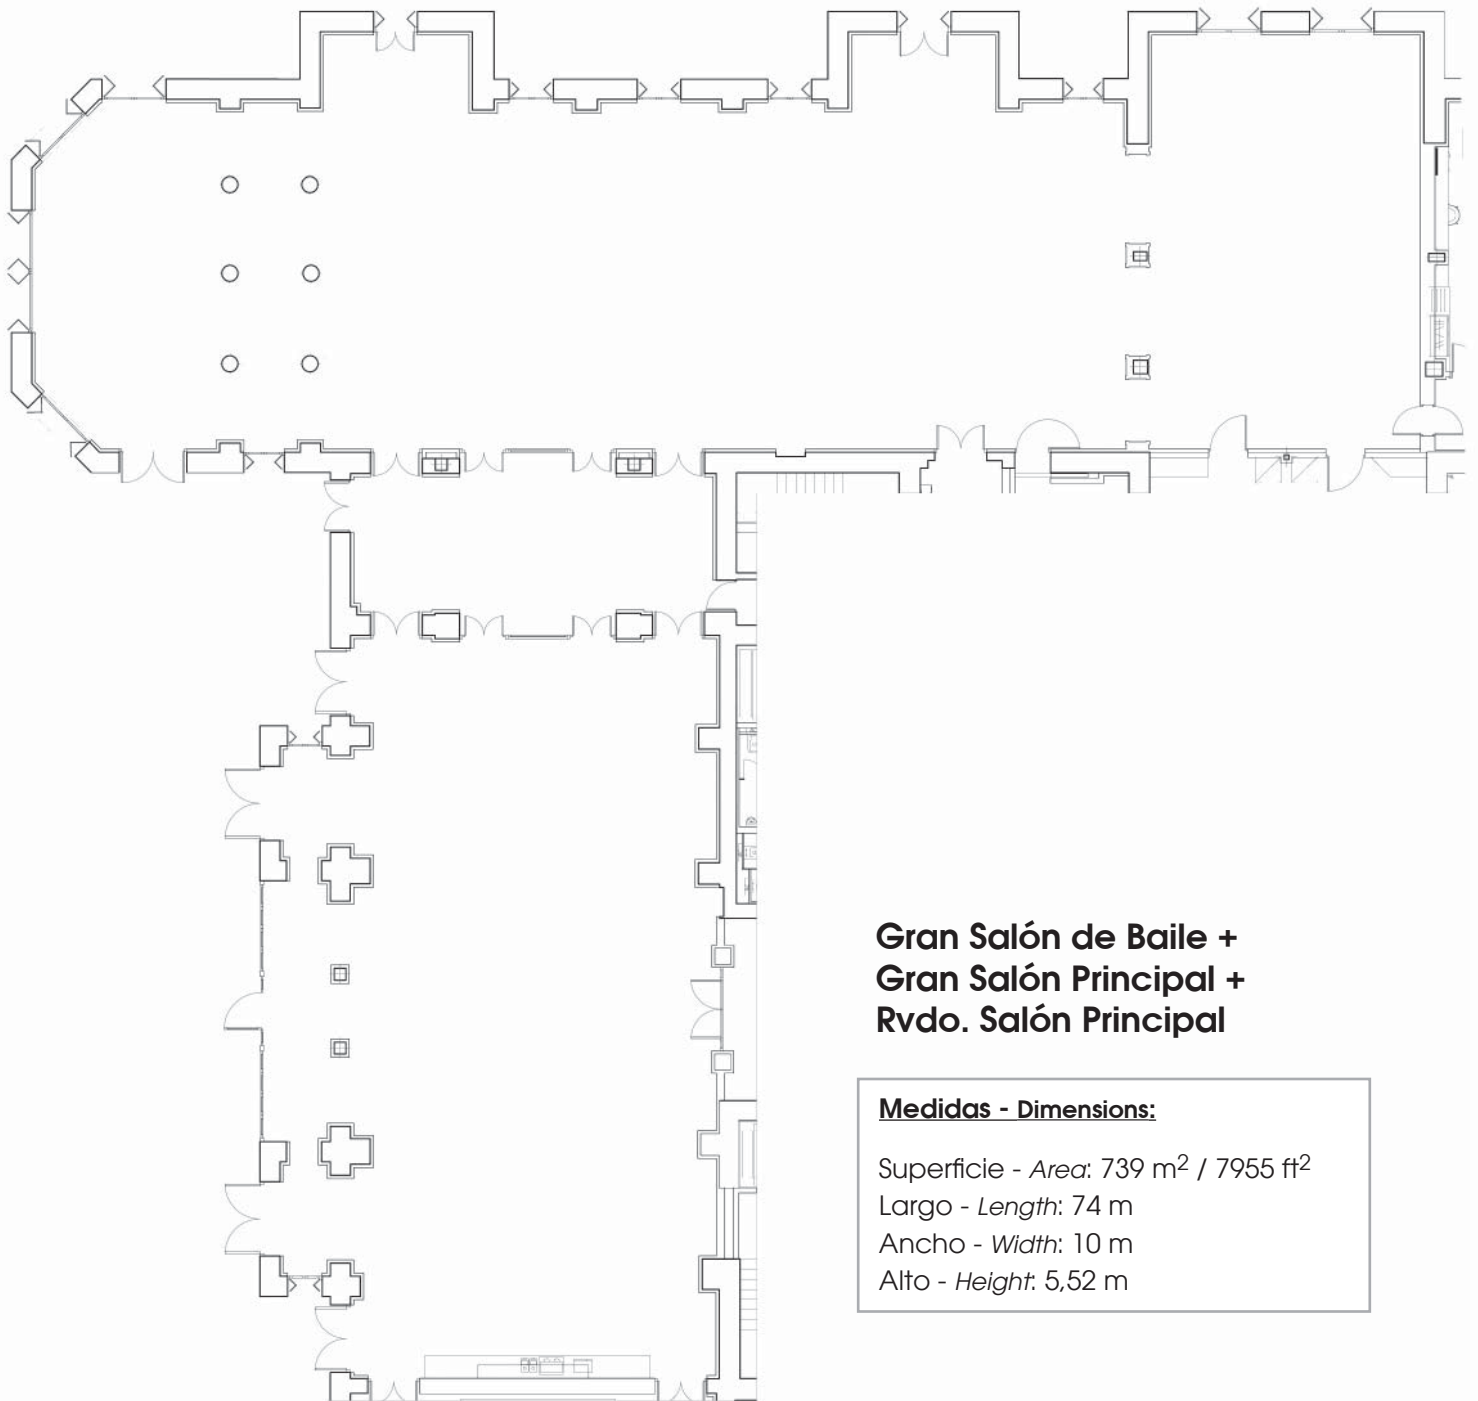 Gran Salón de Baile +
Gran Salón Principal +
Rvdo. Salón Principal
Medidas - Dimensions:
Superficie - Area: 739 m² / 7955 ft²
Largo - Length: 74 m
Ancho - Width: 10 m
Alto - Height: 5,52 m